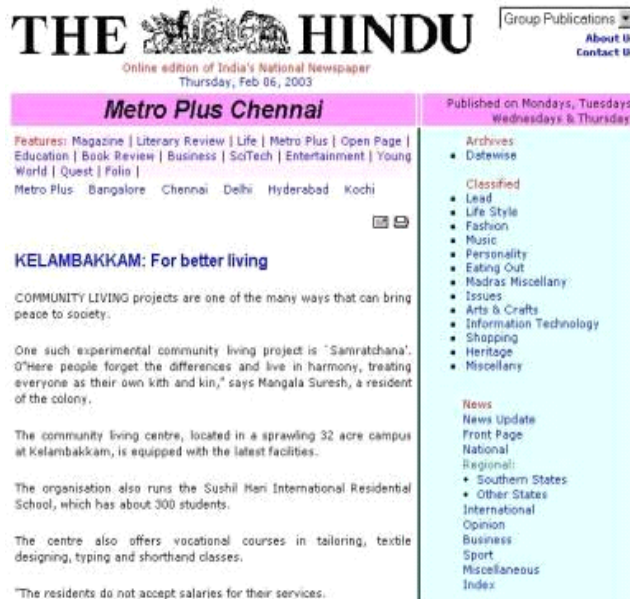 THE HINDU
Group Publications
About U
Contact U
Online edition of India's National Newspaper
Thursday, Feb 06, 2003
Metro Plus Chennai
Published on Mondays, Tuesdays
Wednesdays & Thursday
Features: Magazine | Literary Review | Life | Metro Plus | Open Page |
Education | Book Review | Business | SciTech | Entertainment | Young
World | Quest | Folio |
Metro Plus Bangalore Chennai Delhi Hyderabad Kochi
KELAMBAKKAM: For better living
COMMUNITY LIVING projects are one of the many ways that can bring
peace to society.
One such experimental community living project is `Samratchana'.
0"Here people forget the differences and live in harmony, treating
everyone as their own kith and kin," says Mangala Suresh, a resident
of the colony.
The community living centre, located in a sprawling 32 acre campus
at Kelambakkam, is equipped with the latest facilities.
The organisation also runs the Sushil Hari International Residential
School, which has about 300 students.
The centre also offers vocational courses in tailoring, textile
designing, typing and shorthand classes.
"The residents do not accept salaries for their services.
Archives
Datewise
Classified
Lead
Life Style
Fashion
Music
Personality
Eating Out
Madras Miscellany
Issues
Arts & Crafts
Information Technology
Shopping
Heritage
Miscellany
News
News Update
Front Page
National
Regional:
Southern States
Other States
International
Opinion
Business
Sport
Miscellaneous
Index